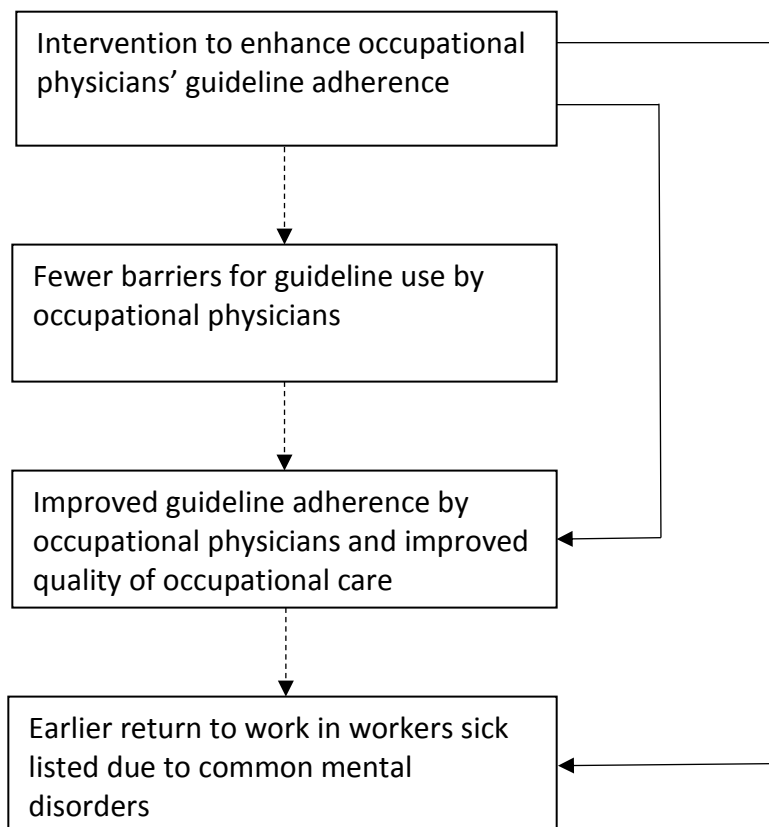 Intervention to enhance occupational
physicians’ guideline adherence
Fewer barriers for guideline use by
occupational physicians
Improved guideline adherence by
occupational physicians and improved
quality of occupational care
Earlier return to work in workers sick
listed due to common mental
disorders